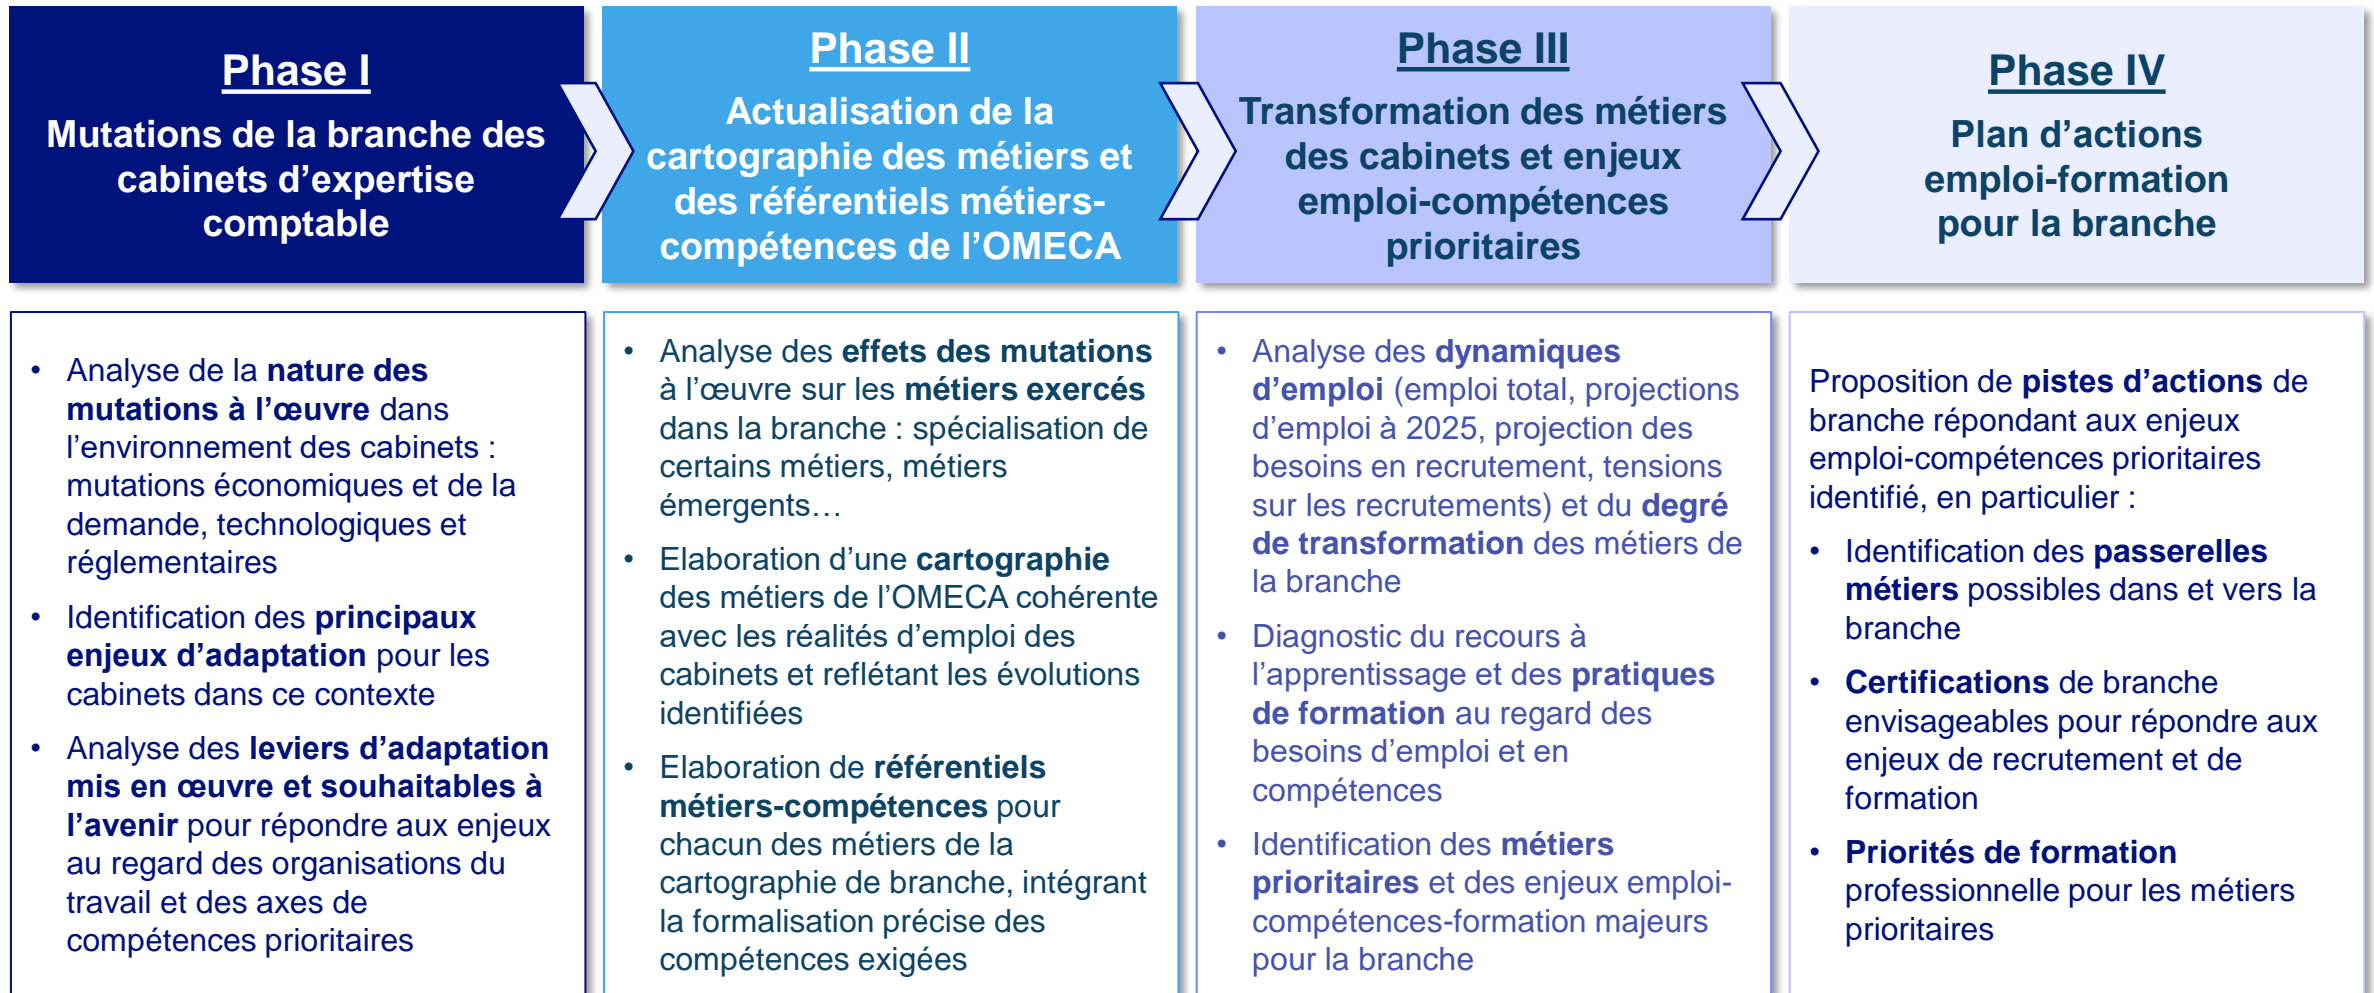 Phase I
Mutations de la branche des
cabinets d'expertise
comptable
Phase II
Actualisation de la
cartographie des métiers et
des référentiels métiers-
compétences de l'OMECA
Phase III
Transformation des métiers
des cabinets et enjeux
emploi-compétences
prioritaires
Phase IV
Plan d'actions
emploi-formation
pour la branche
• Analyse de la nature des
mutations à l'œuvre dans
l'environnement des cabinets :
mutations économiques et de la
demande, technologiques et
réglementaires
• Identification des principaux
enjeux d'adaptation pour les
cabinets dans ce contexte
• Analyse des leviers d'adaptation
mis en œuvre et souhaitables à
l'avenir pour répondre aux enjeux
au regard des organisations du
travail et des axes de
compétences prioritaires
• Analyse des effets des mutations
à l'œuvre sur les métiers exercés
dans la branche : spécialisation de
certains métiers, métiers
émergents…
• Elaboration d'une cartographie
des métiers de l'OMECA cohérente
avec les réalités d'emploi des
cabinets et reflétant les évolutions
identifiées
• Elaboration de référentiels
métiers-compétences pour
chacun des métiers de la
cartographie de branche, intégrant
la formalisation précise des
compétences exigées
• Analyse des dynamiques
d'emploi (emploi total, projections
d'emploi à 2025, projection des
besoins en recrutement, tensions
sur les recrutements) et du degré
de transformation des métiers de
la branche
• Diagnostic du recours à
l'apprentissage et des pratiques
de formation au regard des
besoins d'emploi et en
compétences
• Identification des métiers
prioritaires et des enjeux emploi-
compétences-formation majeurs
pour la branche
Proposition de pistes d'actions de
branche répondant aux enjeux
emploi-compétences prioritaires
identifié, en particulier :
• Identification des passerelles
métiers possibles dans et vers la
branche
• Certifications de branche
envisageables pour répondre aux
enjeux de recrutement et de
formation
• Priorités de formation
professionnelle pour les métiers
prioritaires